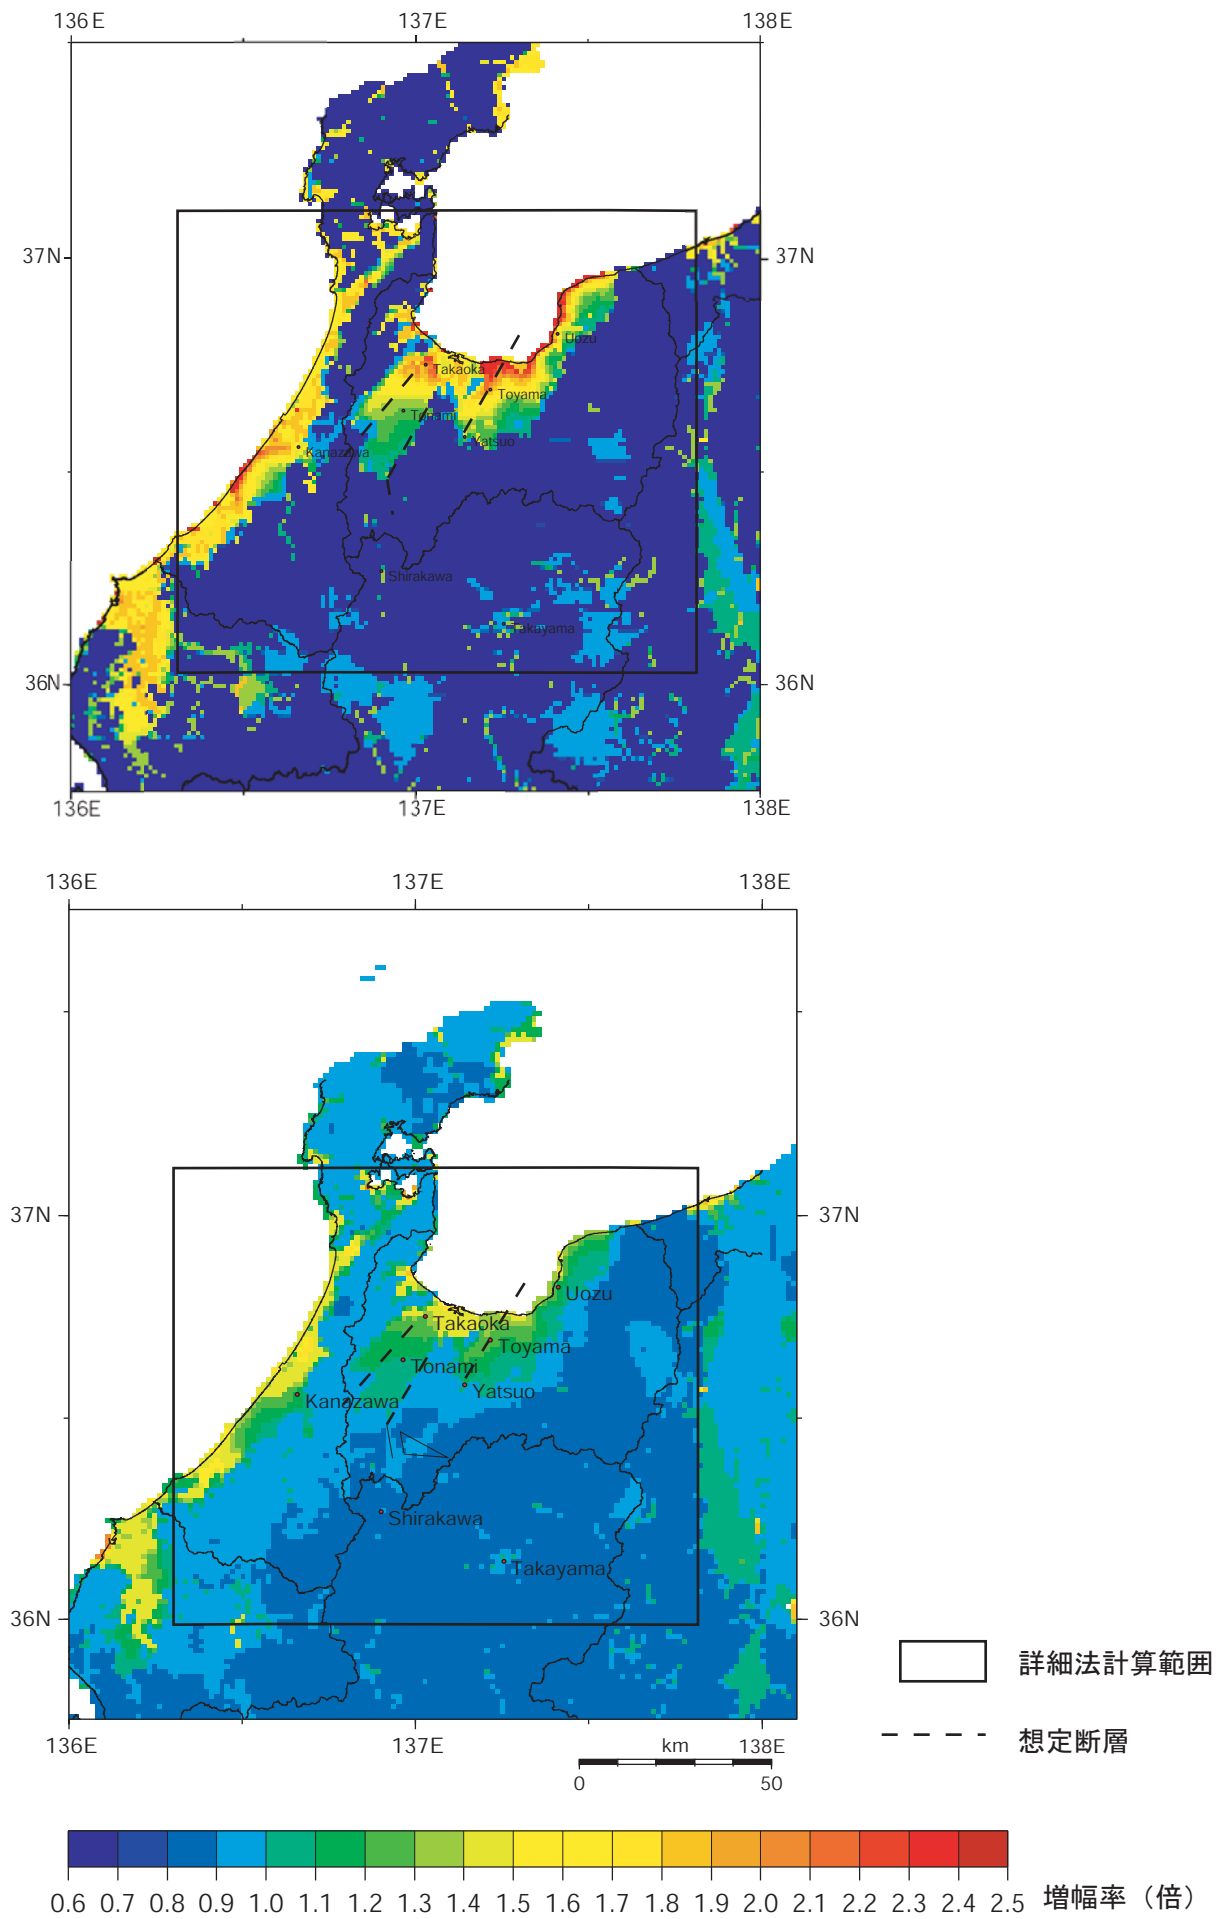 136E 137E 138E
37N 37N
Uozu
Takaoka
Toyama
Tonami
Yatsuo
Kanazawa
Shirakawa
Takayama
36N 36N
136E 137E 138E
136E 137E 138E
37N 37N
Uozu
Takaoka
Toyama
Tonami
Yatsuo
Kanazawa
Shirakawa
Takayama
36N 36N
詳細法計算範囲
想定断層
136E 137E km 138E
0 50
0.6 0.7 0.8 0.9 1.0 1.1 1.2 1.3 1.4 1.5 1.6 1.7 1.8 1.9 2.0 2.1 2.2 2.3 2.4 2.5 増幅率（倍）